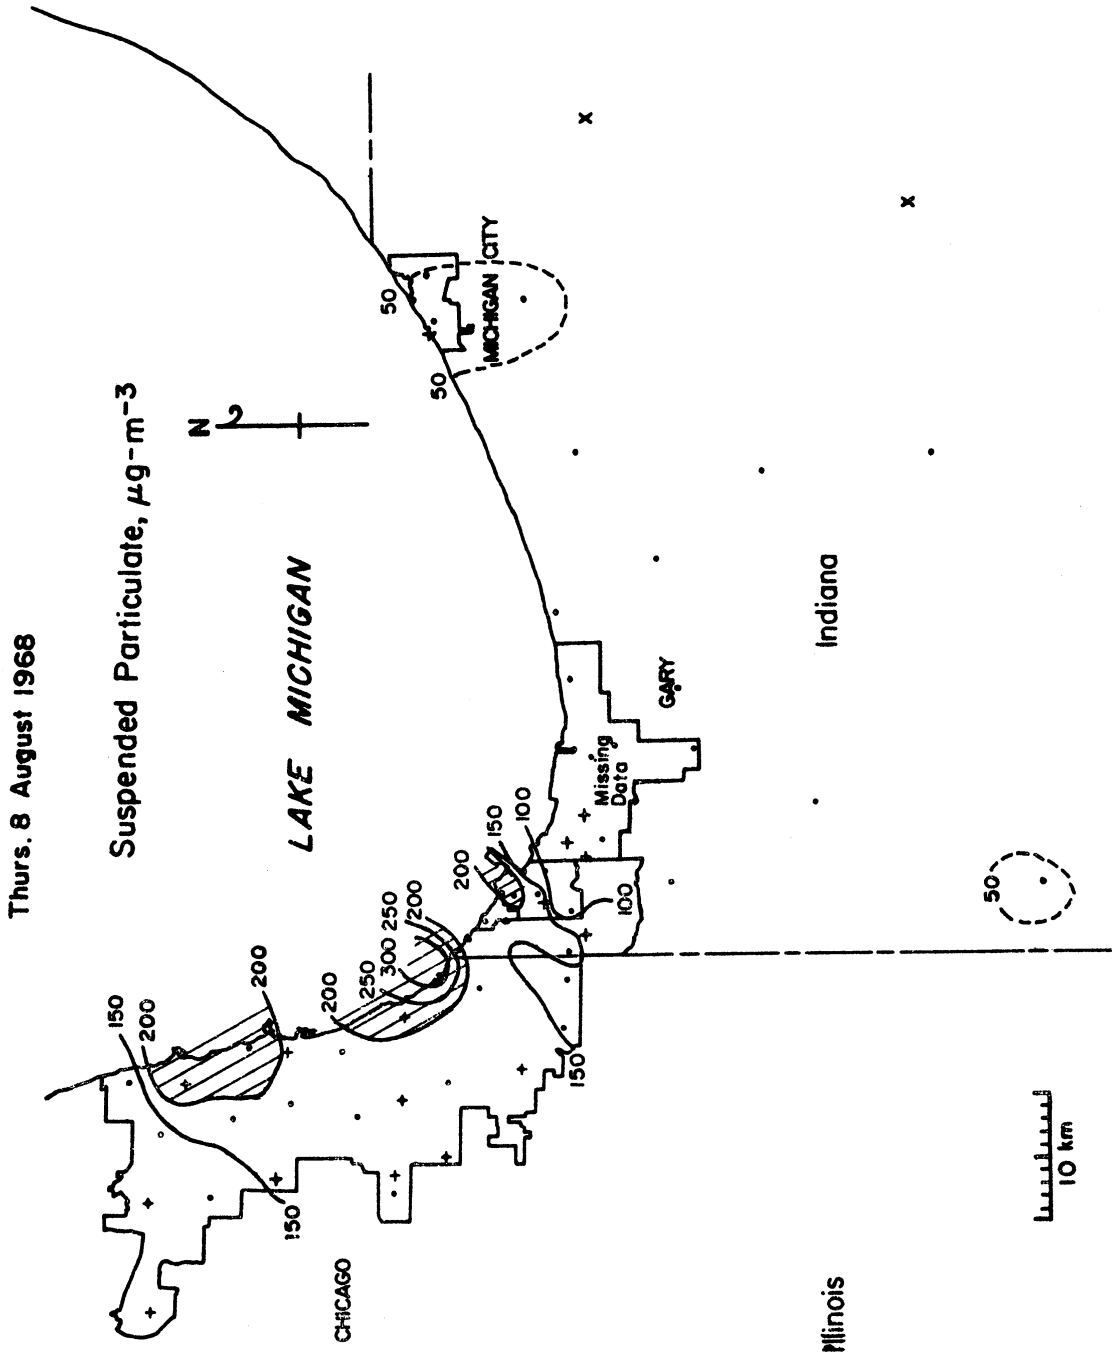 Thurs. 8 August 1968
Suspended Particulate, μg-m-3
LAKE MICHIGAN
N
150
200
200
200
250
300
250
200
200
150
100
50
50
MICHIGAN CITY
150
CHICAGO
150
100
Missing
Data
GARY
Indiana
50
Illinois
10 km